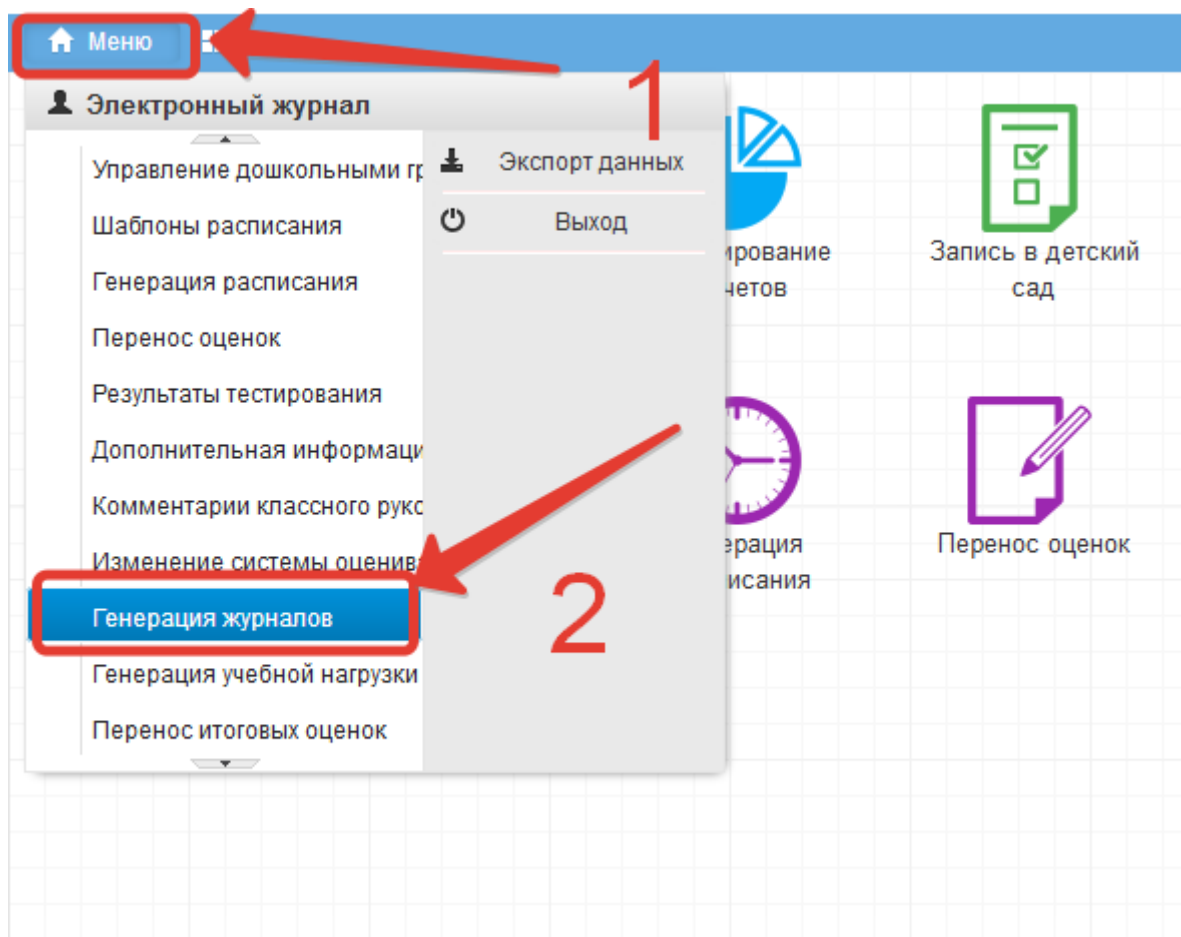 Меню
1
Электронный журнал
Управление дошкольными гр
Экспорт данных
Шаблоны расписания
Выход
Генерация расписания
Перенос оценок
Результаты тестирования
Дополнительная информаци
Комментарии классного руко
Изменение системы оценив
Генерация журналов
2
Генерация учебной нагрузки
Перенос итоговых оценок
ирование
четов
Запись в детский
сад
ерация
исания
Перенос оценок